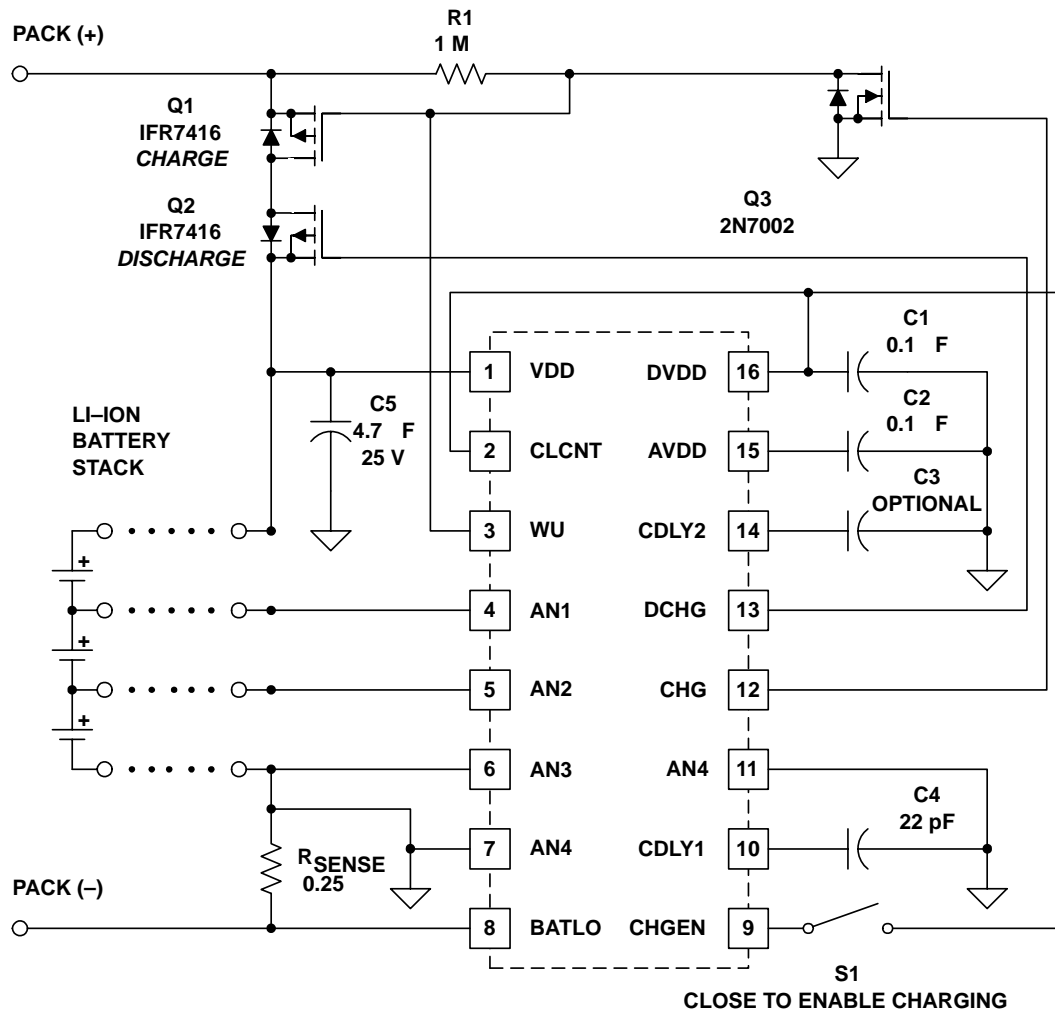 PACK (+)
R1
1 M
Q1
IFR7416
CHARGE
Q2
IFR7416
DISCHARGE
Q3
2N7002
C1
0.1 F
1 VDD
DVDD 16
C5
4.7 F
25 V
C2
0.1 F
LI–ION
BATTERY
STACK
2 CLCNT
AVDD 15
C3
OPTIONAL
3 WU
CDLY2 14
+
4 AN1
DCHG 13
+
5 AN2
CHG 12
+
6 AN3
AN4 11
C4
22 pF
7 AN4
CDLY1 10
RSENSE
0.25
PACK (–)
8 BATLO
CHGEN 9
S1
CLOSE TO ENABLE CHARGING